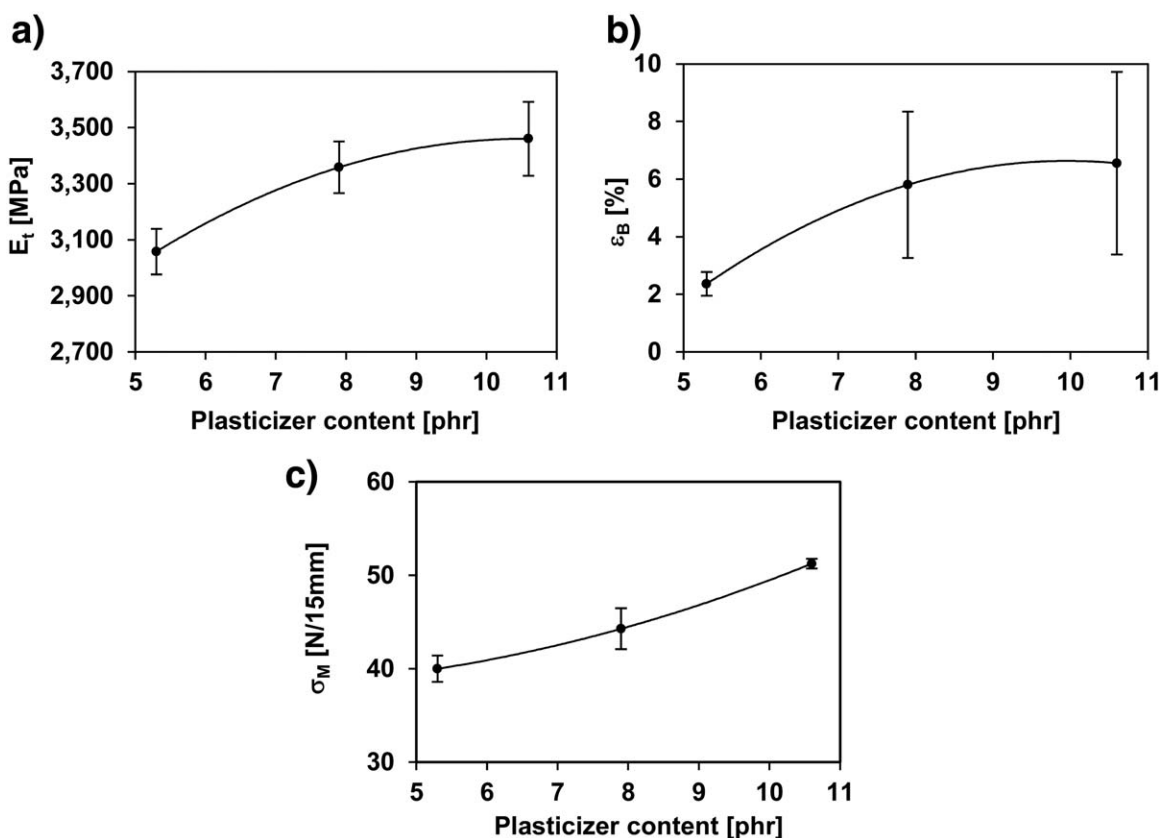 a)
3,700
3,500
3,300
3,100
2,900
2,700
E_t [MPa]
5 6 7 8 9 10 11
Plasticizer content [phr]
b)
10
8
6
4
2
0
ε_B [%]
5 6 7 8 9 10 11
Plasticizer content [phr]
c)
60
50
40
30
σ_M [N/15mm]
5 6 7 8 9 10 11
Plasticizer content [phr]